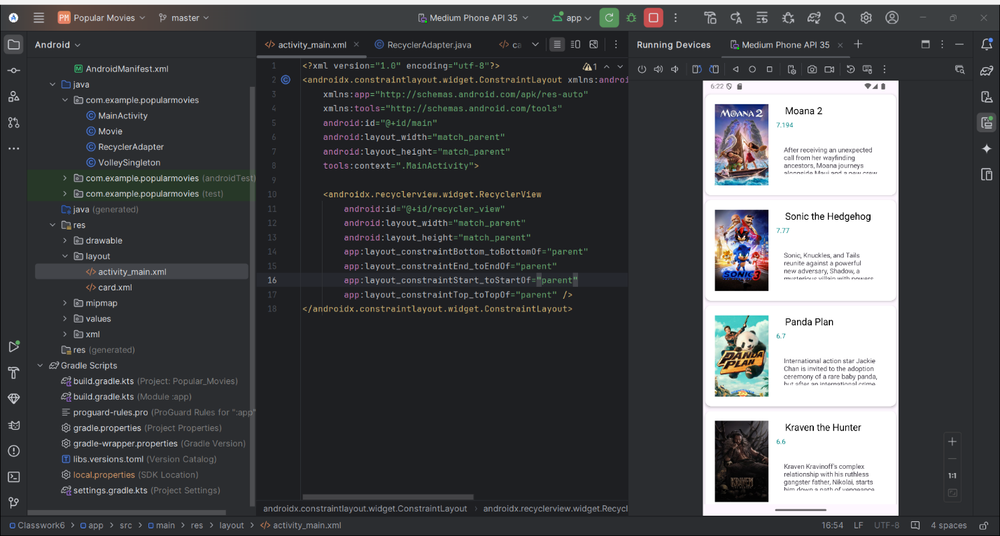 PM Popular Movies master Medium Phone API 35 app
Android activity_main.xml RecyclerAdapter.java ca Running Devices Medium Phone API 35
AndroidManifest.xml
java
com.example.popularmovies
MainActivity
Movie
RecyclerAdapter
VolleySingleton
com.example.popularmovies (androidTest)
com.example.popularmovies (test)
java (generated)
res
drawable
layout
activity_main.xml
card.xml
mipmap
values
xml
res (generated)
Gradle Scripts
build.gradle.kts (Project: Popular_Movies)
build.gradle.kts (Module :app)
proguard-rules.pro (ProGuard Rules for ":app"
gradle.properties (Project Properties)
gradle-wrapper.properties (Gradle Version)
libs.versions.toml (Version Catalog)
local.properties (SDK Location)
settings.gradle.kts (Project Settings)
1 <?xml version="1.0" encoding="utf-8"?> 1
2 <androidx.constraintlayout.widget.ConstraintLayout xmlns:androi
3 xmlns:app="http://schemas.android.com/apk/res-auto"
4 xmlns:tools="http://schemas.android.com/tools"
5 android:id="@+id/main"
6 android:layout_width="match_parent"
7 android:layout_height="match_parent"
8 tools:context=".MainActivity">
9
10 <androidx.recyclerview.widget.RecyclerView
11 android:id="@+id/recycler_view"
12 android:layout_width="match_parent"
13 android:layout_height="match_parent"
14 app:layout_constraintBottom_toBottomOf="parent"
15 app:layout_constraintEnd_toEndOf="parent"
16 app:layout_constraintStart_toStartOf="parent"
17 app:layout_constraintTop_toTopOf="parent" />
18 </androidx.constraintlayout.widget.ConstraintLayout>
androidx.constraintlayout.widget.ConstraintLayout androidx.recyclerview.widget.Recycl
6:22
MOANA 2
Moana 2
7.194
After receiving an unexpected
call from her wayfinding
ancestors, Moana journeys
alongside Maui and a new crew
SONIC 3
Sonic the Hedgehog
7.77
Sonic, Knuckles, and Tails
reunite against a powerful
new adversary, Shadow, a
mysterious villain with powers
PANDA
PLAN
Panda Plan
6.7
International action star Jackie
Chan is invited to the adoption
ceremony of a rare baby panda,
but after an international crime
KRAVEN
Kraven the Hunter
6.6
Kraven Kravinoff's complex
relationship with his ruthless
gangster father, Nikolai, starts
him down a path of vengeance
1:1
Classwork6 app src main res layout activity_main.xml 16:54 LF UTF-8 4 spaces